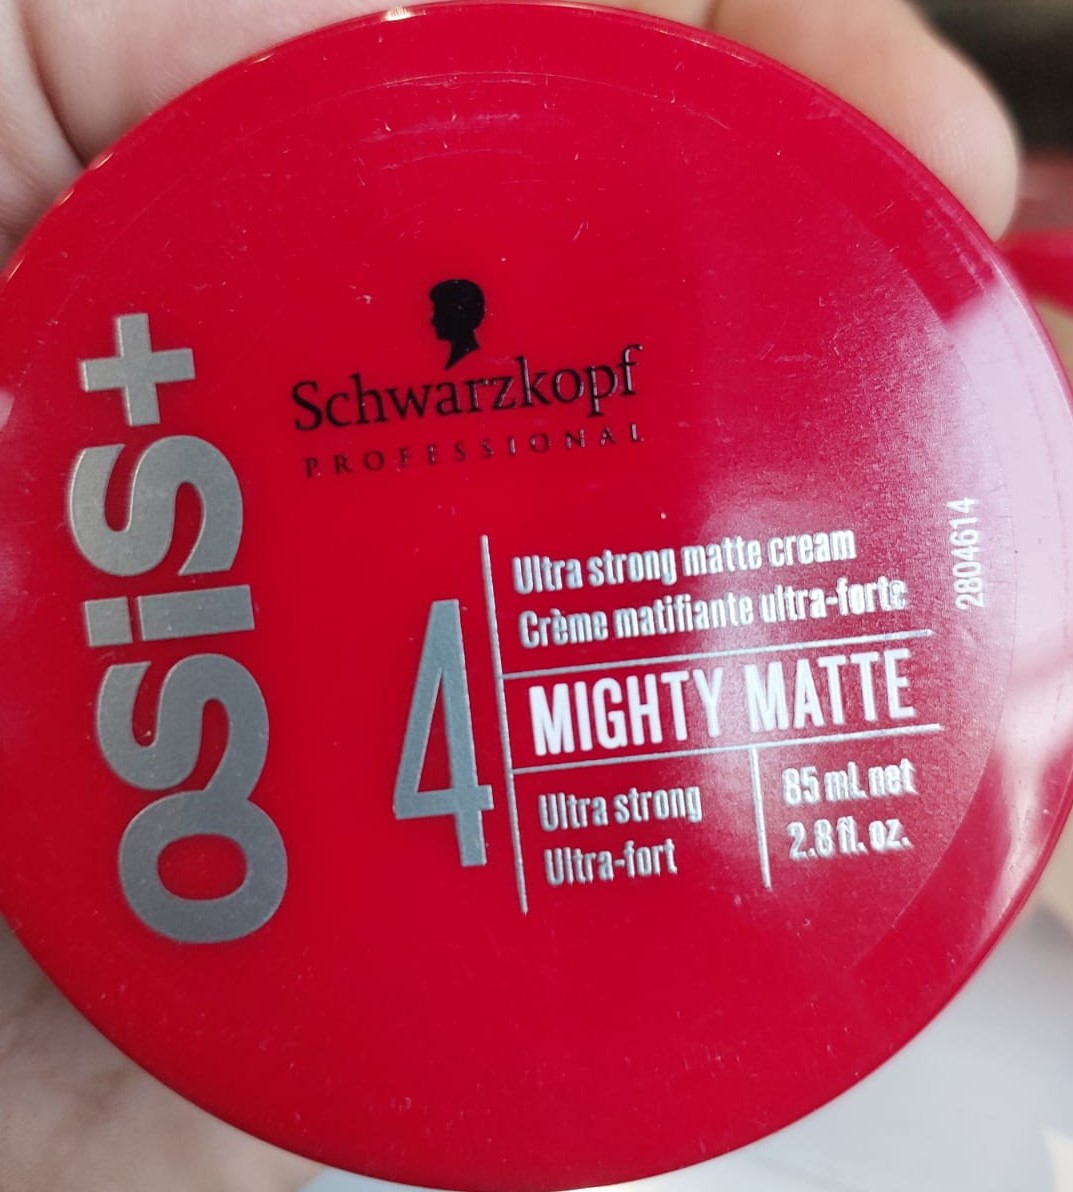 osis+
Schwarzkopf
PROFESSIONAL
4
Ultra strong matte cream
Crème matifiante ultra-forte
MIGHTY MATTE
Ultra strong
Ultra-fort
85 mL net
2.8 fl. oz.
2804614